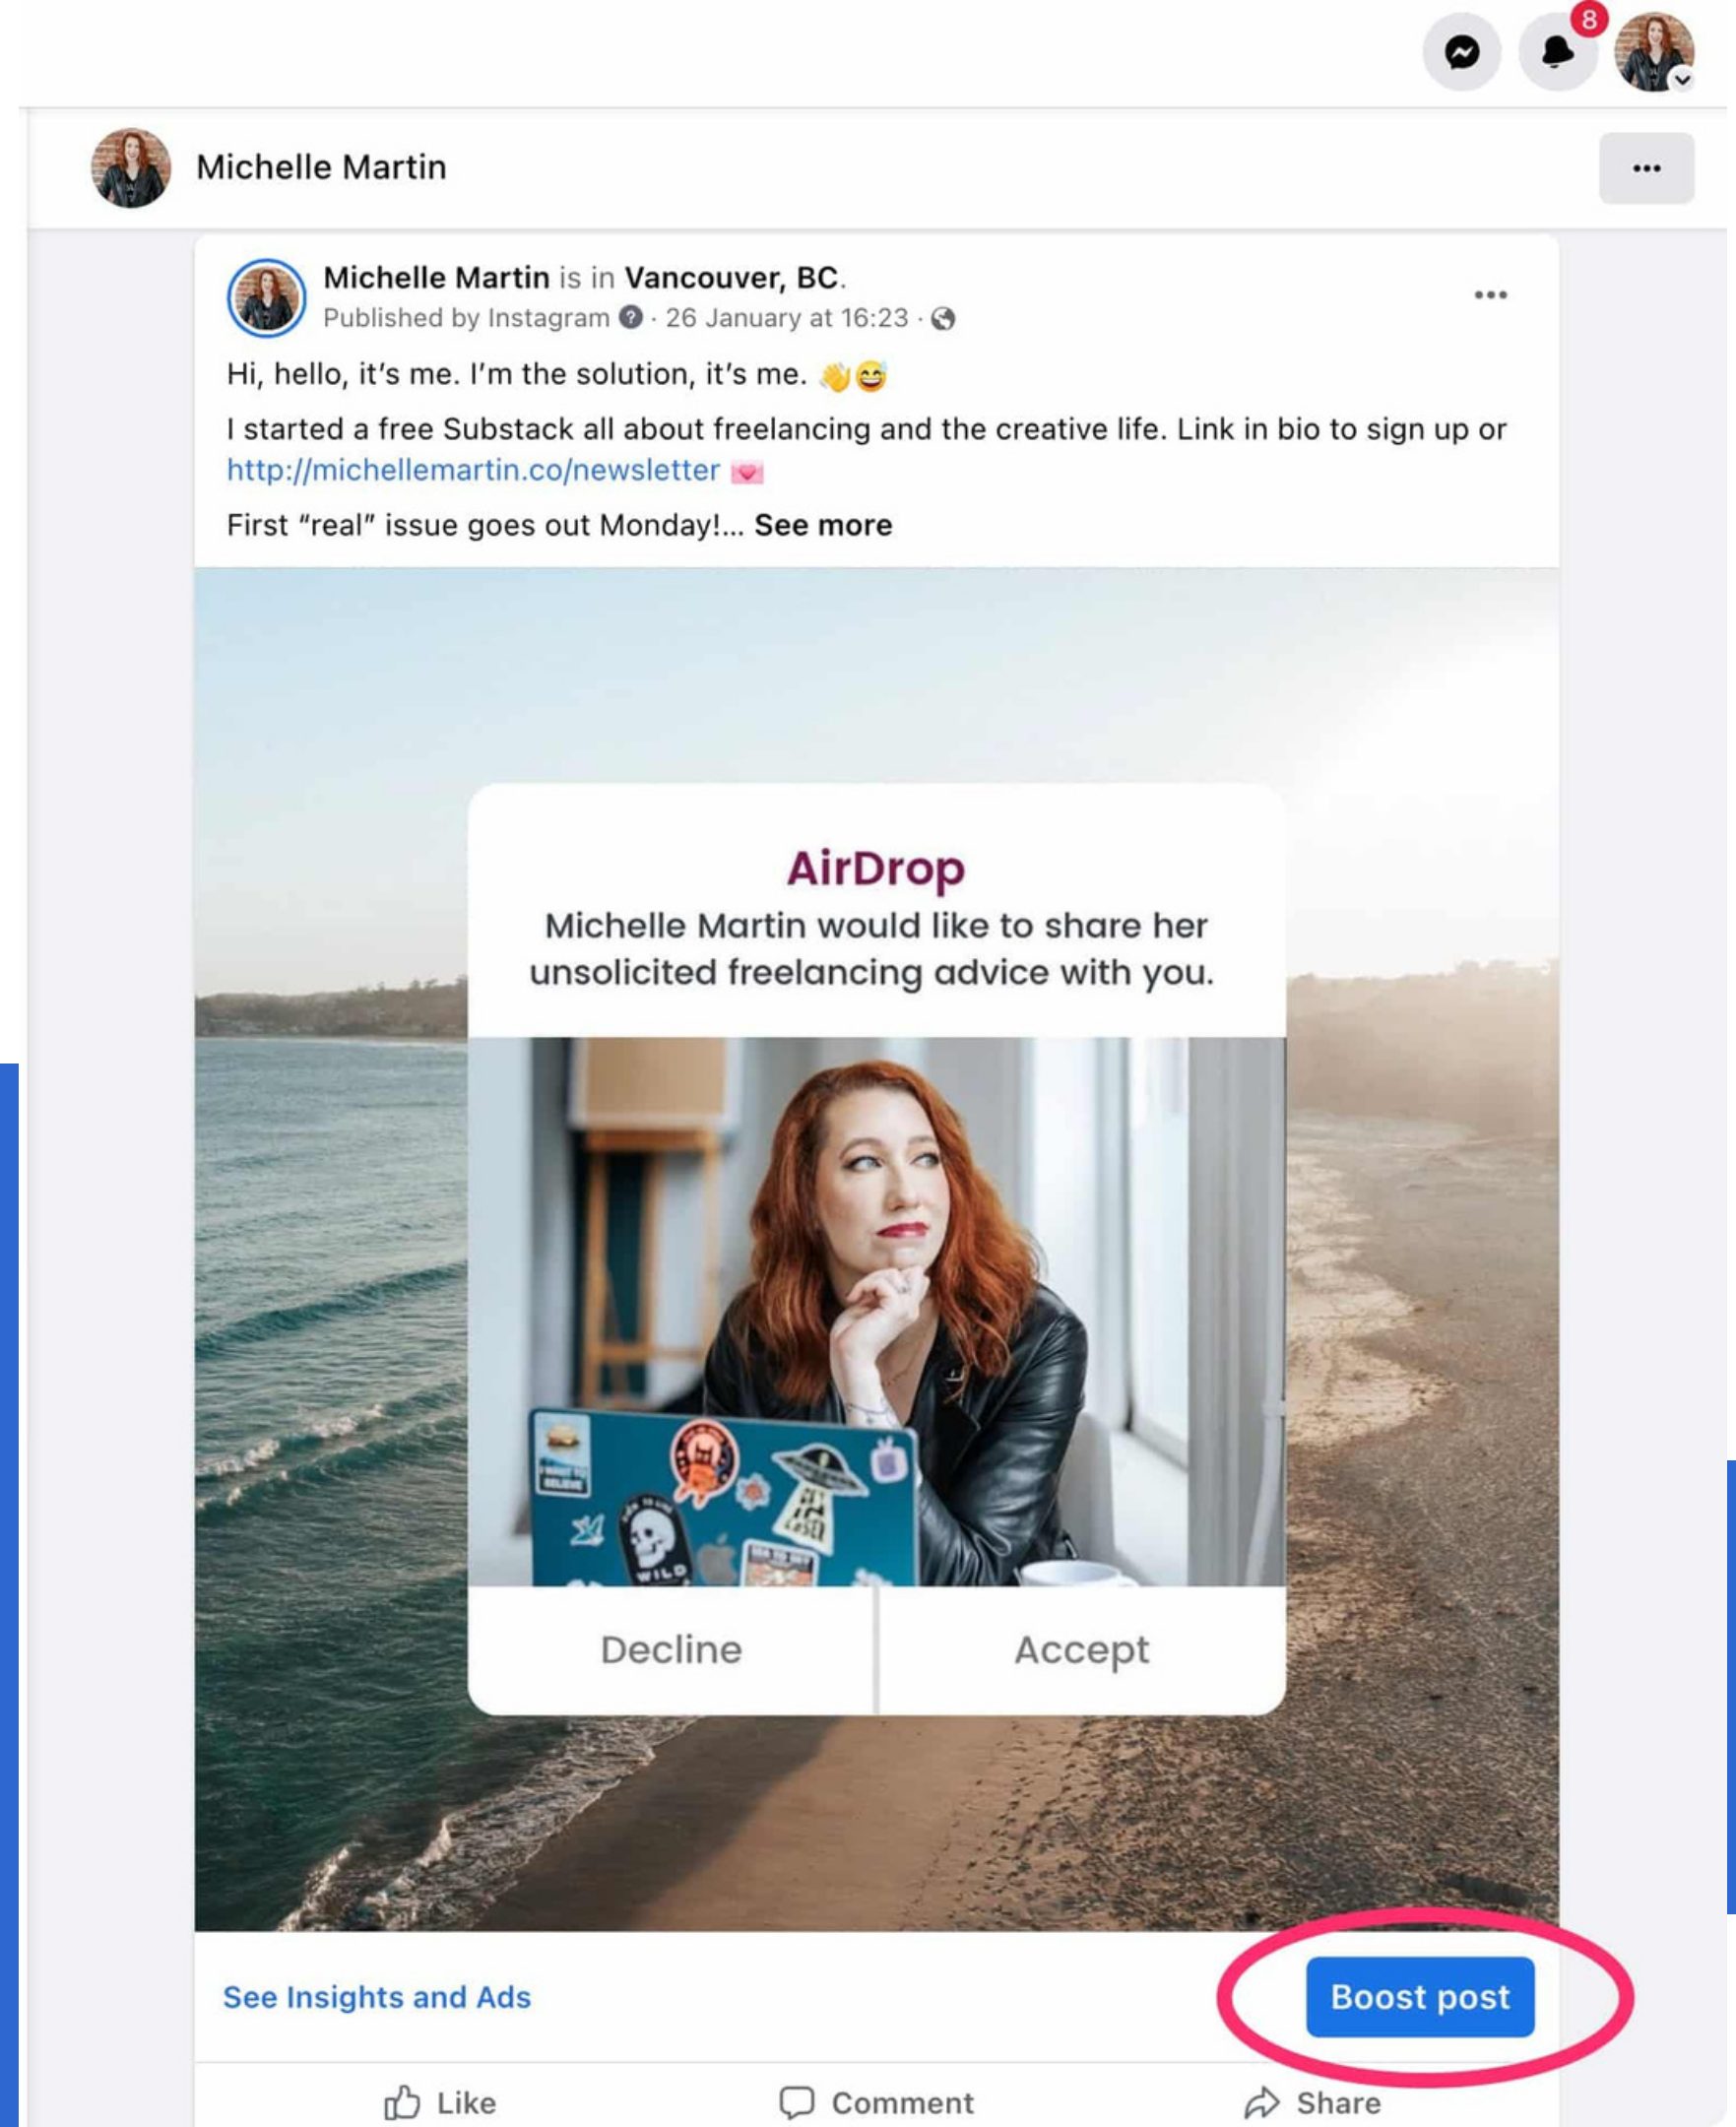 8
Michelle Martin
Michelle Martin is in Vancouver, BC.
Published by Instagram · 26 January at 16:23 ·
Hi, hello, it's me. I'm the solution, it's me. 👋😅
I started a free Substack all about freelancing and the creative life. Link in bio to sign up or
http://michellemartin.co/newsletter 💌
First “real” issue goes out Monday!... See more
AirDrop
Michelle Martin would like to share her
unsolicited freelancing advice with you.
I WANT TO
BELIEVE
WILD
Decline
Accept
See Insights and Ads
Boost post
Like
Comment
Share